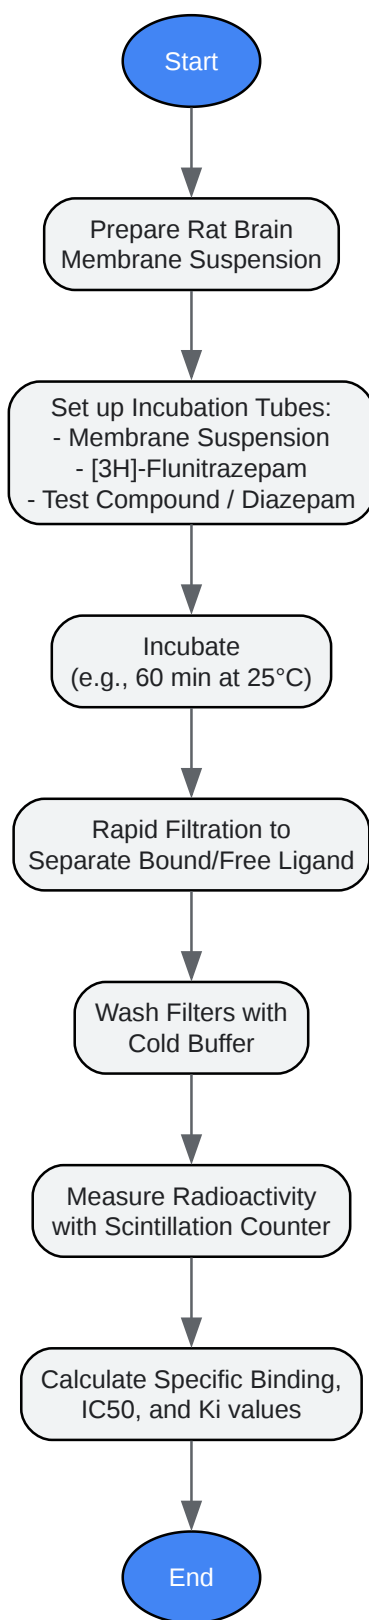 Start
Prepare Rat Brain
Membrane Suspension
Set up Incubation Tubes:
- Membrane Suspension
- [3H]-Flunitrazepam
- Test Compound / Diazepam
Incubate
(e.g., 60 min at 25°C)
Rapid Filtration to
Separate Bound/Free Ligand
Wash Filters with
Cold Buffer
Measure Radioactivity
with Scintillation Counter
Calculate Specific Binding,
IC50, and Ki values
End